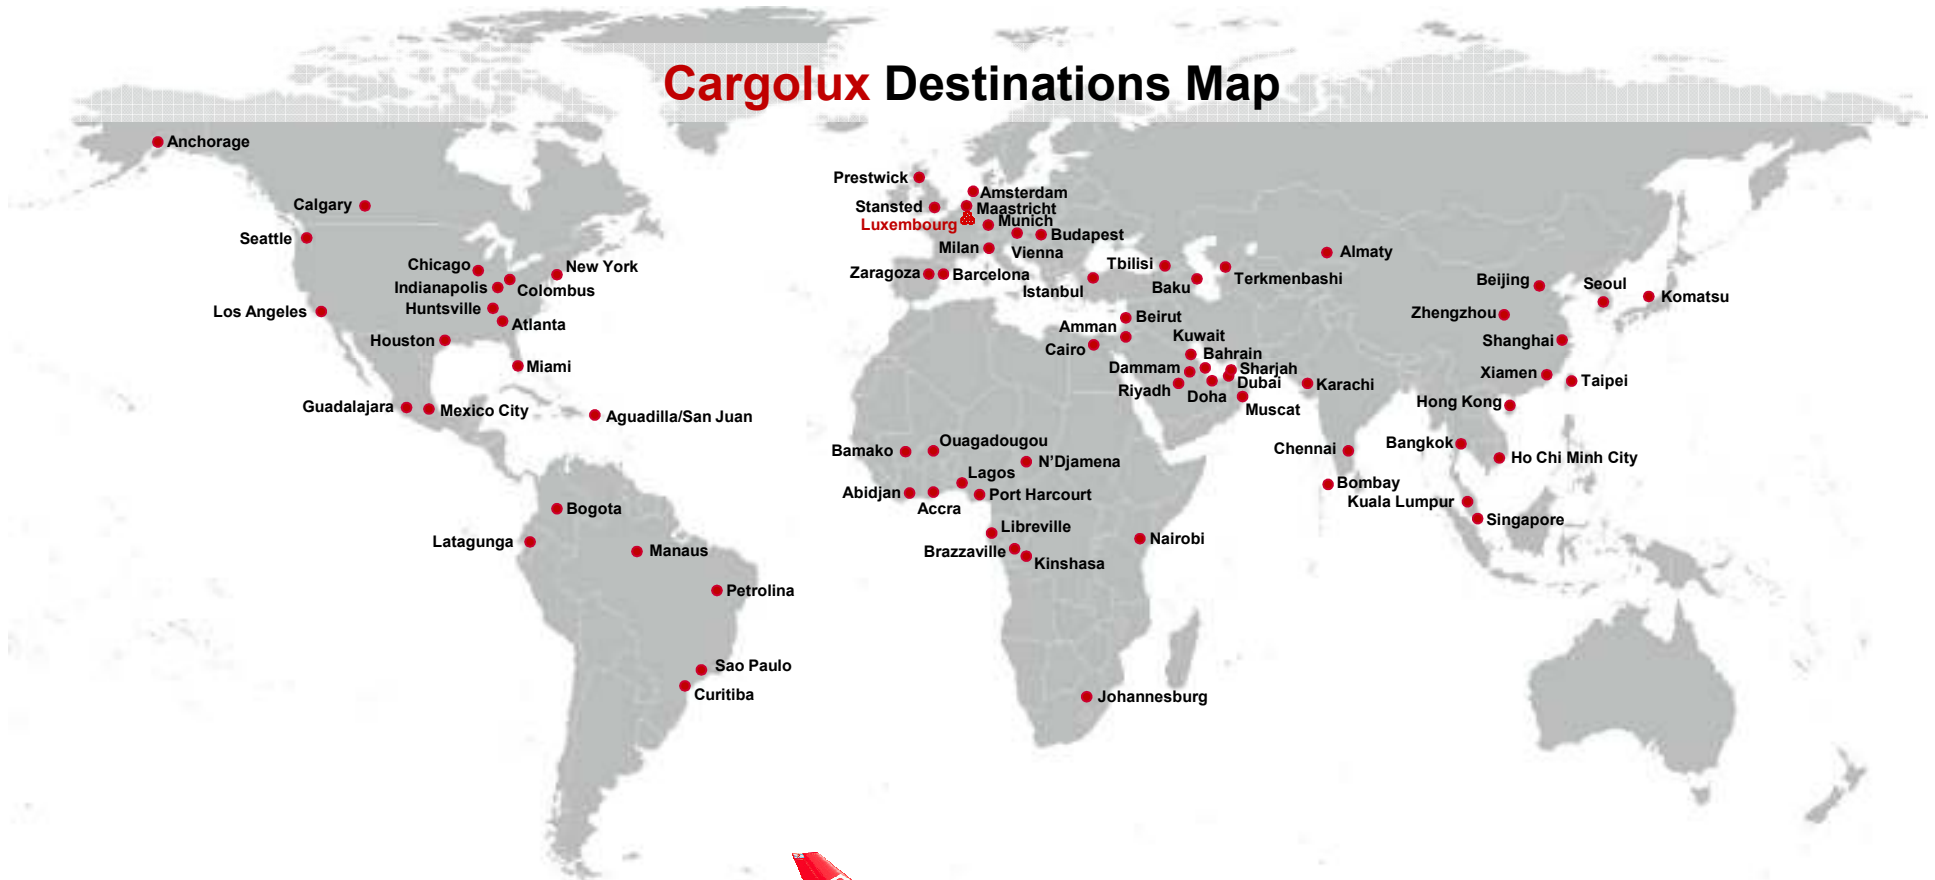 Cargolux Destinations Map
Anchorage
Calgary
Seattle
Chicago
New York
Indianapolis
Colombus
Huntsville
Los Angeles
Atlanta
Houston
Miami
Guadalajara
Mexico City
Aguadilla/San Juan
Bogota
Latagunga
Manaus
Petrolina
Sao Paulo
Curitiba
Prestwick
Amsterdam
Stansted
Maastricht
Luxembourg
Munich
Budapest
Milan
Vienna
Zaragoza
Barcelona
Istanbul
Tbilisi
Baku
Terkmenbashi
Almaty
Beirut
Amman
Cairo
Kuwait
Bahrain
Dammam
Sharjah
Riyadh
Doha
Dubai
Muscat
Karachi
Bamako
Ouagadougou
N'Djamena
Lagos
Abidjan
Accra
Port Harcourt
Libreville
Brazzaville
Kinshasa
Nairobi
Johannesburg
Beijing
Seoul
Komatsu
Zhengzhou
Shanghai
Xiamen
Taipei
Hong Kong
Bangkok
Chennai
Ho Chi Minh City
Bombay
Kuala Lumpur
Singapore